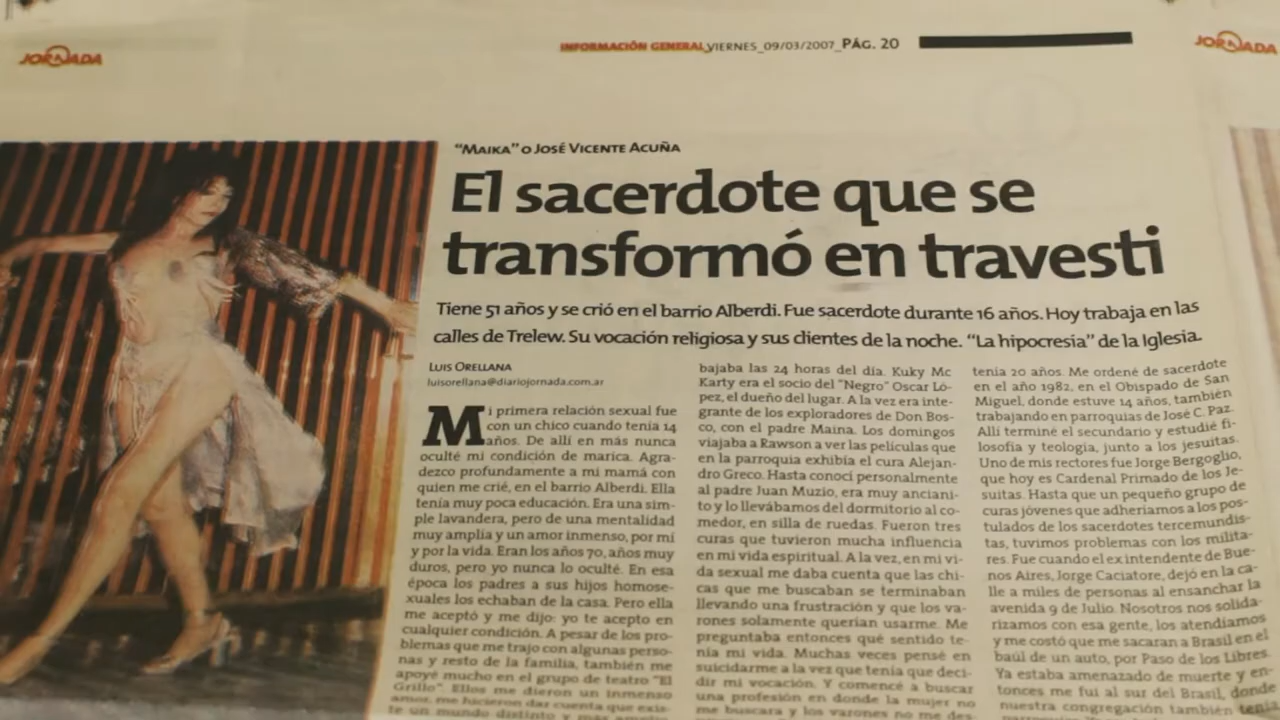 JORNADA
INFORMACIÓN GENERAL_VIERNES_09/03/2007_PÁG. 20
JORNADA
"MAIKA" O JOSÉ VICENTE ACUÑA
El sacerdote que se
transformó en travesti
Tiene 51 años y se crió en el barrio Alberdi. Fue sacerdote durante 16 años. Hoy trabaja en las
calles de Trelew. Su vocación religiosa y sus clientes de la noche. "La hipocresía" de la Iglesia.
LUIS ORELLANA
luisorellana@diariojornada.com.ar
Mi primera relación sexual fue
con un chico cuando tenía 14
años. De allí en más nunca
oculté mi condición de marica. Agra-
dezco profundamente a mi mamá con
quien me crié, en el barrio Alberdi. Ella
tenía muy poca educación. Era una sim-
ple lavandera, pero de una mentalidad
muy amplia y un amor inmenso, por mí
y por la vida. Eran los años 70, años muy
duros, pero yo nunca lo oculté. En esa
época los padres a sus hijos homose-
xuales los echaban de la casa. Pero ella
me aceptó y me dijo: yo te acepto en
cualquier condición. A pesar de los pro-
blemas que me trajo con algunas perso-
nas y resto de la familia, también me
apoyé mucho en el grupo de teatro "El
Grillo". Ellos me dieron un inmenso
amor, me hicieron dar cuenta que exis-
te un mundo distinto y más
bajaba las 24 horas del día. Kuky Mc
Karty era el socio del "Negro" Oscar Ló-
pez, el dueño del lugar. A la vez era inte-
grante de los exploradores de Don Bos-
co, con el padre Maina. Los domingos
viajaba a Rawson a ver las películas que
en la parroquia exhibía el cura Alejan-
dro Greco. Hasta conocí personalmente
al padre Juan Muzio, era muy anciani-
to y lo llevábamos del dormitorio al co-
medor, en silla de ruedas. Fueron tres
curas que tuvieron mucha influencia
en mi vida espiritual. A la vez, en mi vi-
da sexual me daba cuenta que las chi-
cas que me buscaban se terminaban
llevando una frustración y que los va-
rones solamente querían usarme. Me
preguntaba entonces qué sentido te-
nía mi vida. Muchas veces pensé en
suicidarme a la vez que tenía que deci-
dir mi vocación. Y comencé a buscar
una profesión en donde la mujer no
me buscara y los varones no me des-
tenía 20 años. Me ordené de sacerdote
en el año 1982, en el Obispado de San
Miguel, donde estuve 14 años, también
trabajando en parroquias de José C. Paz.
Allí terminé el secundario y estudié fi-
losofía y teología, junto a los jesuitas.
Uno de mis rectores fue Jorge Bergoglio,
que hoy es Cardenal Primado de los Je-
suitas. Hasta que un pequeño grupo de
curas jóvenes que adheríamos a los pos-
tulados de los sacerdotes tercemundis-
tas, tuvimos problemas con los milita-
res. Fue cuando el ex intendente de Bue-
nos Aires, Jorge Caciatore, dejó en la ca-
lle a miles de personas al ensanchar la
avenida 9 de Julio. Nosotros nos solida-
rizamos con esa gente, los atendíamos
y me costó que me sacaran a Brasil en el
baúl de un auto, por Paso de los Libres.
Ya estaba amenazado de muerte y en-
tonces me fui al sur del Brasil, donde
nuestra congregación también tenía